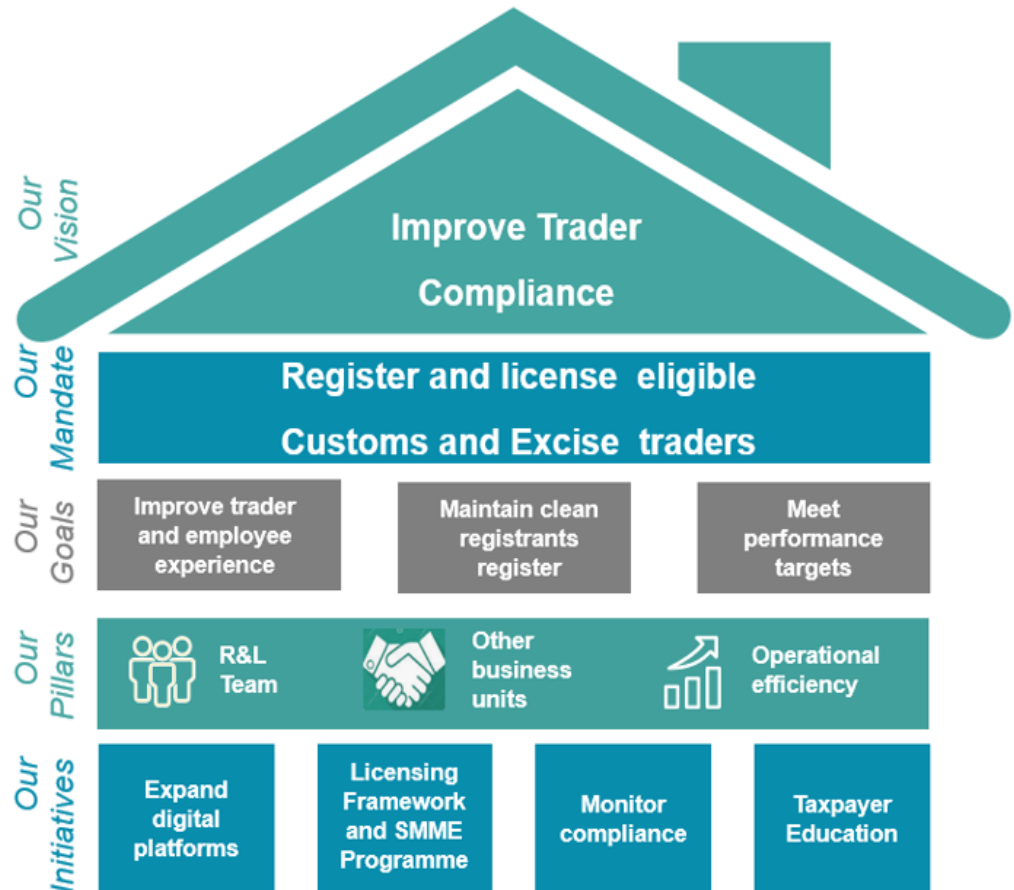 Our
Vision
Improve Trader
Compliance
Our
Mandate
Register and license eligible
Customs and Excise traders
Our
Goals
Improve trader
and employee
experience
Maintain clean
registrants
register
Meet
performance
targets
Our
Pillars
R&L
Team
Other
business
units
Operational
efficiency
Our
Initiatives
Expand
digital
platforms
Licensing
Framework
and SMME
Programme
Monitor
compliance
Taxpayer
Education